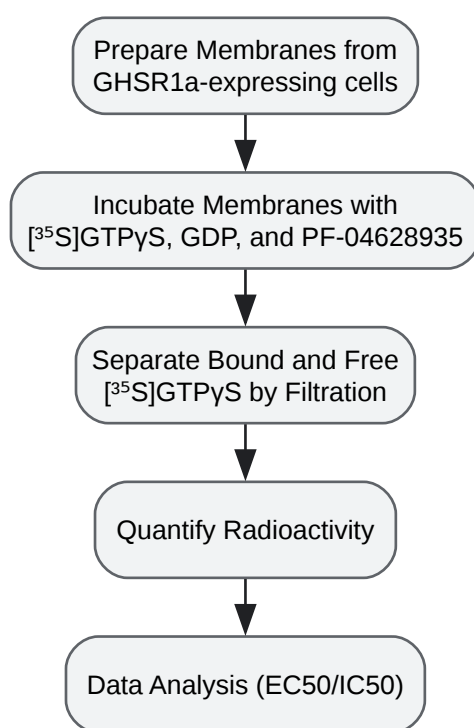 Prepare Membranes from
GHSR1a-expressing cells
Incubate Membranes with
[³⁵S]GTPγS, GDP, and PF-04628935
Separate Bound and Free
[³⁵S]GTPγS by Filtration
Quantify Radioactivity
Data Analysis (EC50/IC50)